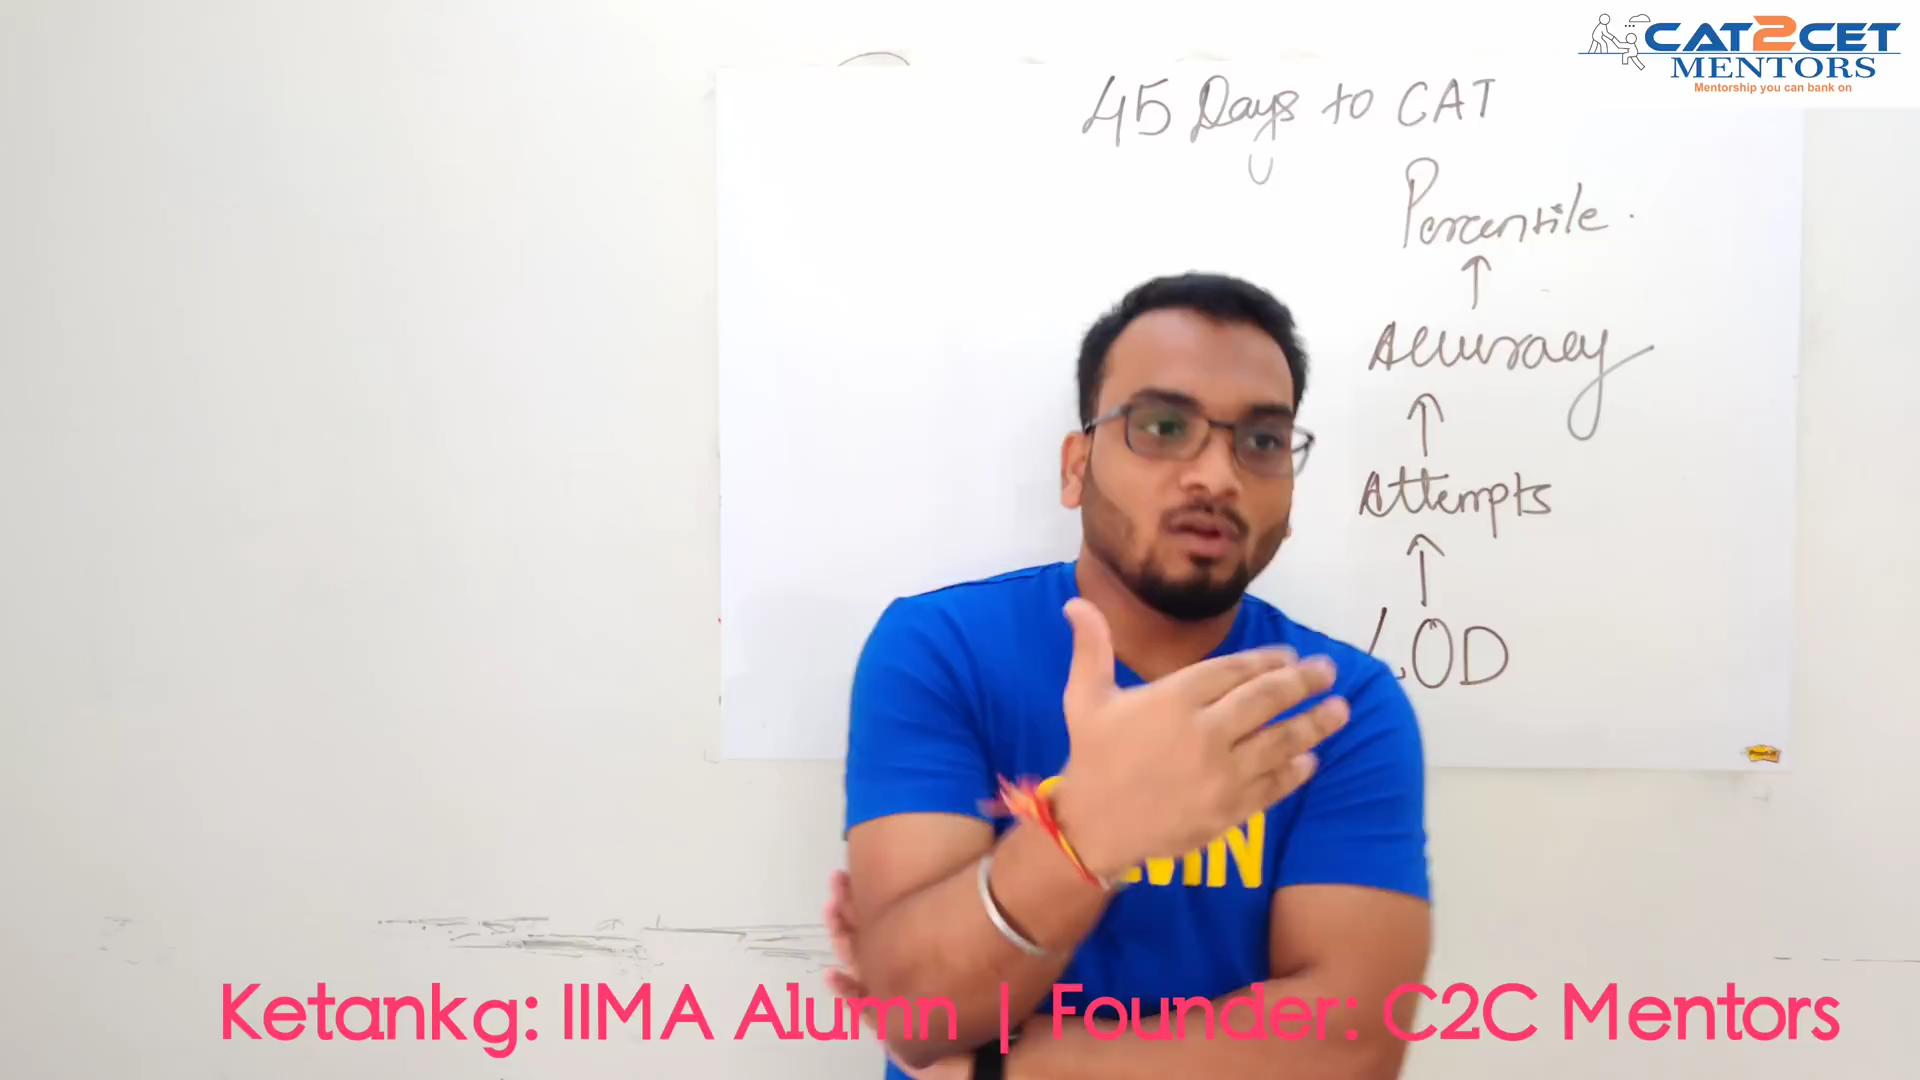 CAT2CET
MENTORS
Mentorship you can bank on
45 Days to CAT
Percentile.
Accuracy
Attempts
LOD
Ketankg: IIMA Alumn | Founder: C2C Mentors